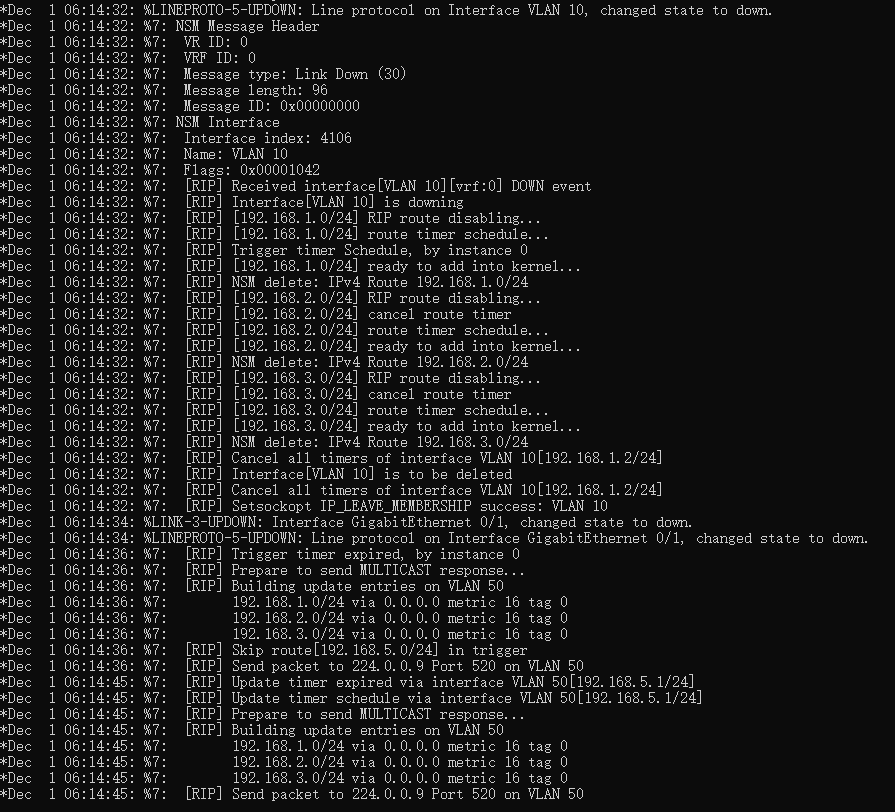 *Dec  1 06:14:32: %LINEPROTO-5-UPDOWN: Line protocol on Interface VLAN 10, changed state to down.
*Dec  1 06:14:32: %7: NSM Message Header
*Dec  1 06:14:32: %7:  VR ID: 0
*Dec  1 06:14:32: %7:  VRF ID: 0
*Dec  1 06:14:32: %7:  Message type: Link Down (30)
*Dec  1 06:14:32: %7:  Message length: 96
*Dec  1 06:14:32: %7:  Message ID: 0x00000000
*Dec  1 06:14:32: %7: NSM Interface
*Dec  1 06:14:32: %7:  Interface index: 4106
*Dec  1 06:14:32: %7:  Name: VLAN 10
*Dec  1 06:14:32: %7:  Flags: 0x00001042
*Dec  1 06:14:32: %7:  [RIP] Received interface[VLAN 10][vrf:0] DOWN event
*Dec  1 06:14:32: %7:  [RIP] Interface[VLAN 10] is downing
*Dec  1 06:14:32: %7:  [RIP] [192.168.1.0/24] RIP route disabling...
*Dec  1 06:14:32: %7:  [RIP] [192.168.1.0/24] route timer schedule...
*Dec  1 06:14:32: %7:  [RIP] Trigger timer Schedule, by instance 0
*Dec  1 06:14:32: %7:  [RIP] [192.168.1.0/24] ready to add into kernel...
*Dec  1 06:14:32: %7:  [RIP] NSM delete: IPv4 Route 192.168.1.0/24
*Dec  1 06:14:32: %7:  [RIP] [192.168.2.0/24] RIP route disabling...
*Dec  1 06:14:32: %7:  [RIP] [192.168.2.0/24] cancel route timer
*Dec  1 06:14:32: %7:  [RIP] [192.168.2.0/24] route timer schedule...
*Dec  1 06:14:32: %7:  [RIP] [192.168.2.0/24] ready to add into kernel...
*Dec  1 06:14:32: %7:  [RIP] NSM delete: IPv4 Route 192.168.2.0/24
*Dec  1 06:14:32: %7:  [RIP] [192.168.3.0/24] RIP route disabling...
*Dec  1 06:14:32: %7:  [RIP] [192.168.3.0/24] cancel route timer
*Dec  1 06:14:32: %7:  [RIP] [192.168.3.0/24] route timer schedule...
*Dec  1 06:14:32: %7:  [RIP] [192.168.3.0/24] ready to add into kernel...
*Dec  1 06:14:32: %7:  [RIP] NSM delete: IPv4 Route 192.168.3.0/24
*Dec  1 06:14:32: %7:  [RIP] Cancel all timers of interface VLAN 10[192.168.1.2/24]
*Dec  1 06:14:32: %7:  [RIP] Interface[VLAN 10] is to be deleted
*Dec  1 06:14:32: %7:  [RIP] Cancel all timers of interface VLAN 10[192.168.1.2/24]
*Dec  1 06:14:32: %7:  [RIP] Setsockopt IP_LEAVE_MEMBERSHIP success: VLAN 10
*Dec  1 06:14:34: %LINK-3-UPDOWN: Interface GigabitEthernet 0/1, changed state to down.
*Dec  1 06:14:34: %LINEPROTO-5-UPDOWN: Line protocol on Interface GigabitEthernet 0/1, changed state to down.
*Dec  1 06:14:36: %7:  [RIP] Trigger timer expired, by instance 0
*Dec  1 06:14:36: %7:  [RIP] Prepare to send MULTICAST response...
*Dec  1 06:14:36: %7:  [RIP] Building update entries on VLAN 50
*Dec  1 06:14:36: %7:        192.168.1.0/24 via 0.0.0.0 metric 16 tag 0
*Dec  1 06:14:36: %7:        192.168.2.0/24 via 0.0.0.0 metric 16 tag 0
*Dec  1 06:14:36: %7:        192.168.3.0/24 via 0.0.0.0 metric 16 tag 0
*Dec  1 06:14:36: %7:  [RIP] Skip route[192.168.5.0/24] in trigger
*Dec  1 06:14:36: %7:  [RIP] Send packet to 224.0.0.9 Port 520 on VLAN 50
*Dec  1 06:14:45: %7:  [RIP] Update timer expired via interface VLAN 50[192.168.5.1/24]
*Dec  1 06:14:45: %7:  [RIP] Update timer schedule via interface VLAN 50[192.168.5.1/24]
*Dec  1 06:14:45: %7:  [RIP] Prepare to send MULTICAST response...
*Dec  1 06:14:45: %7:  [RIP] Building update entries on VLAN 50
*Dec  1 06:14:45: %7:        192.168.1.0/24 via 0.0.0.0 metric 16 tag 0
*Dec  1 06:14:45: %7:        192.168.2.0/24 via 0.0.0.0 metric 16 tag 0
*Dec  1 06:14:45: %7:        192.168.3.0/24 via 0.0.0.0 metric 16 tag 0
*Dec  1 06:14:45: %7:  [RIP] Send packet to 224.0.0.9 Port 520 on VLAN 50